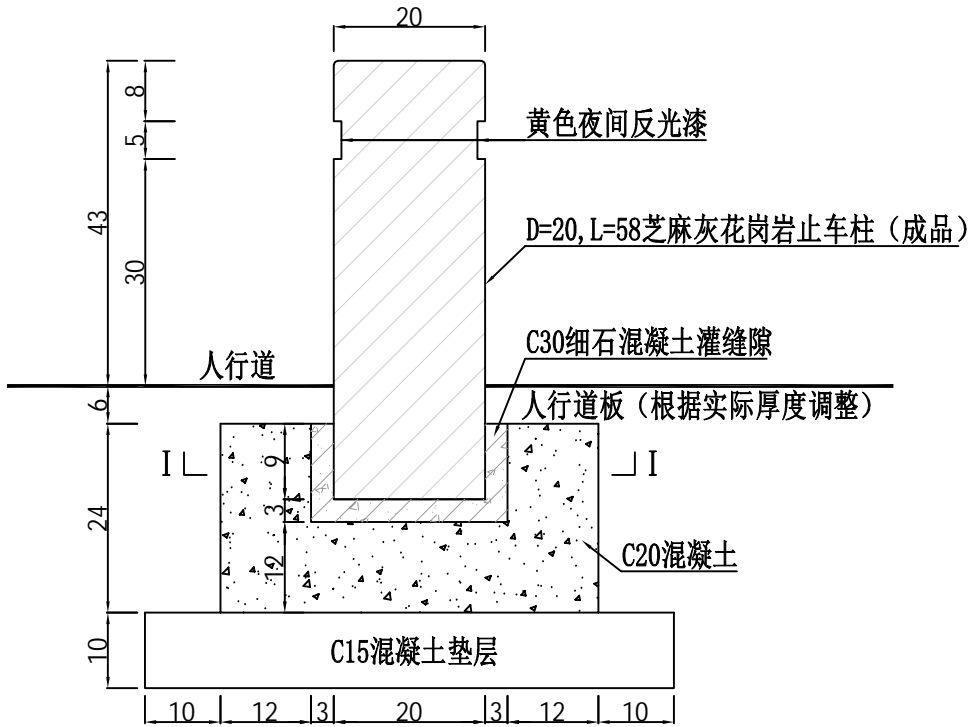 20
8
5
43
30
黄色夜间反光漆
D=20,L=58芝麻灰花岗岩止车柱（成品）
C30细石混凝土灌缝隙
人行道
人行道板（根据实际厚度调整）
6
I
I
9
3
24
12
C20混凝土
10
C15混凝土垫层
10 12 3 20 3 12 10